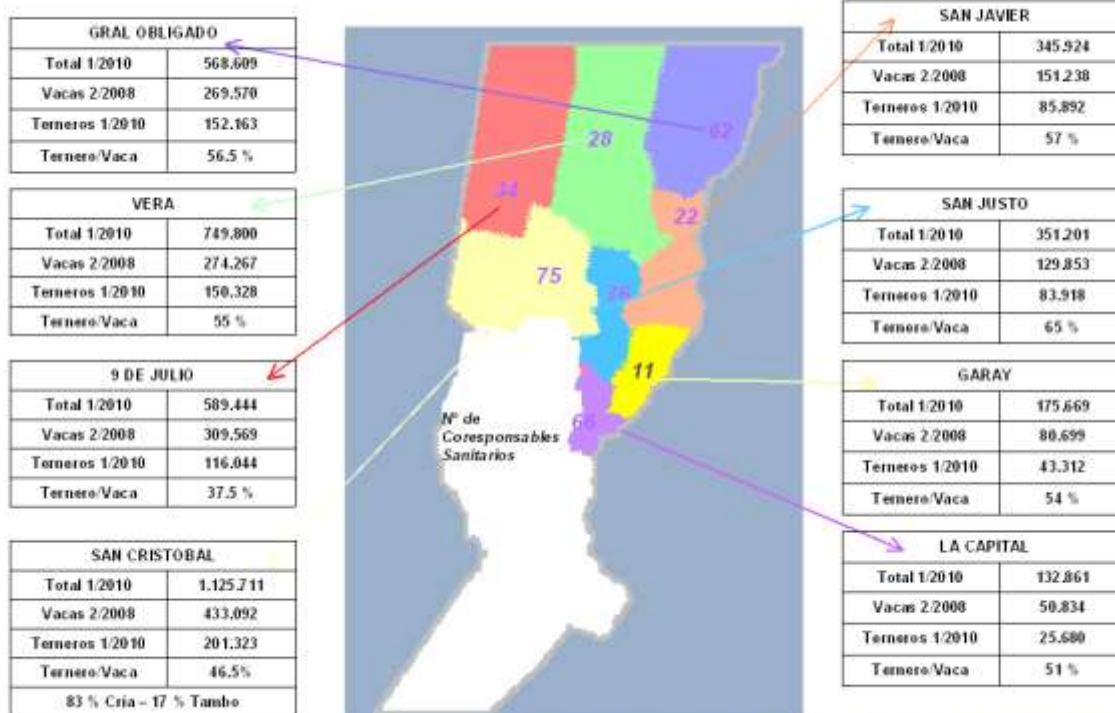 GRAL OBLIGADO
Total 1/2010 568.609
Vacas 2/2008 269.570
Terneros 1/2010 152.163
Ternero/Vaca 56.5 %
VERA
Total 1/2010 749.800
Vacas 2/2008 274.267
Terneros 1/2010 150.328
Ternero/Vaca 55 %
9 DE JULIO
Total 1/2010 589.444
Vacas 2/2008 309.569
Terneros 1/2010 116.044
Ternero/Vaca 37.5 %
SAN CRISTOBAL
Total 1/2010 1.125.711
Vacas 2/2008 433.092
Terneros 1/2010 201.323
Ternero/Vaca 46.5%
83 % Cria – 17 % Tambo
28
34
22
75
11
Nº de
Coresponsables
Sanitarios
SAN JAVIER
Total 1/2010 345.924
Vacas 2/2008 151.238
Terneros 1/2010 85.892
Ternero/Vaca 57 %
SAN JUSTO
Total 1/2010 351.201
Vacas 2/2008 129.853
Terneros 1/2010 83.918
Ternero/Vaca 65 %
GARAY
Total 1/2010 175.669
Vacas 2/2008 80.699
Terneros 1/2010 43.312
Ternero/Vaca 54 %
LA CAPITAL
Total 1/2010 132.861
Vacas 2/2008 50.834
Terneros 1/2010 25.680
Ternero/Vaca 51 %